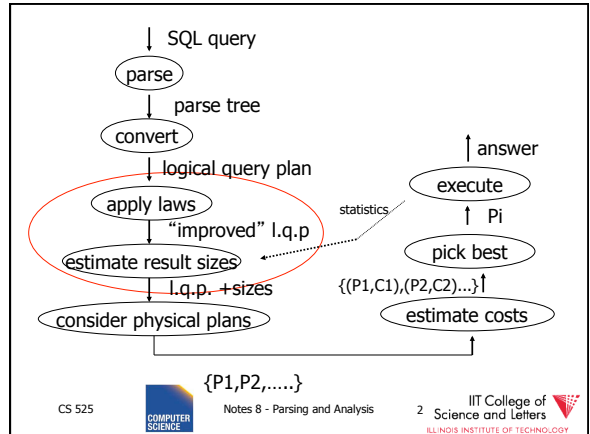 SQL query
parse
parse tree
convert
logical query plan
apply laws
“improved” l.q.p
estimate result sizes
l.q.p. +sizes
consider physical plans
{P1,P2,…..}
estimate costs
{(P1,C1),(P2,C2)...}
pick best
Pi
execute
statistics
answer
CS 525
COMPUTER
SCIENCE
Notes 8 - Parsing and Analysis
2
IIT College of
Science and Letters
ILLINOIS INSTITUTE OF TECHNOLOGY